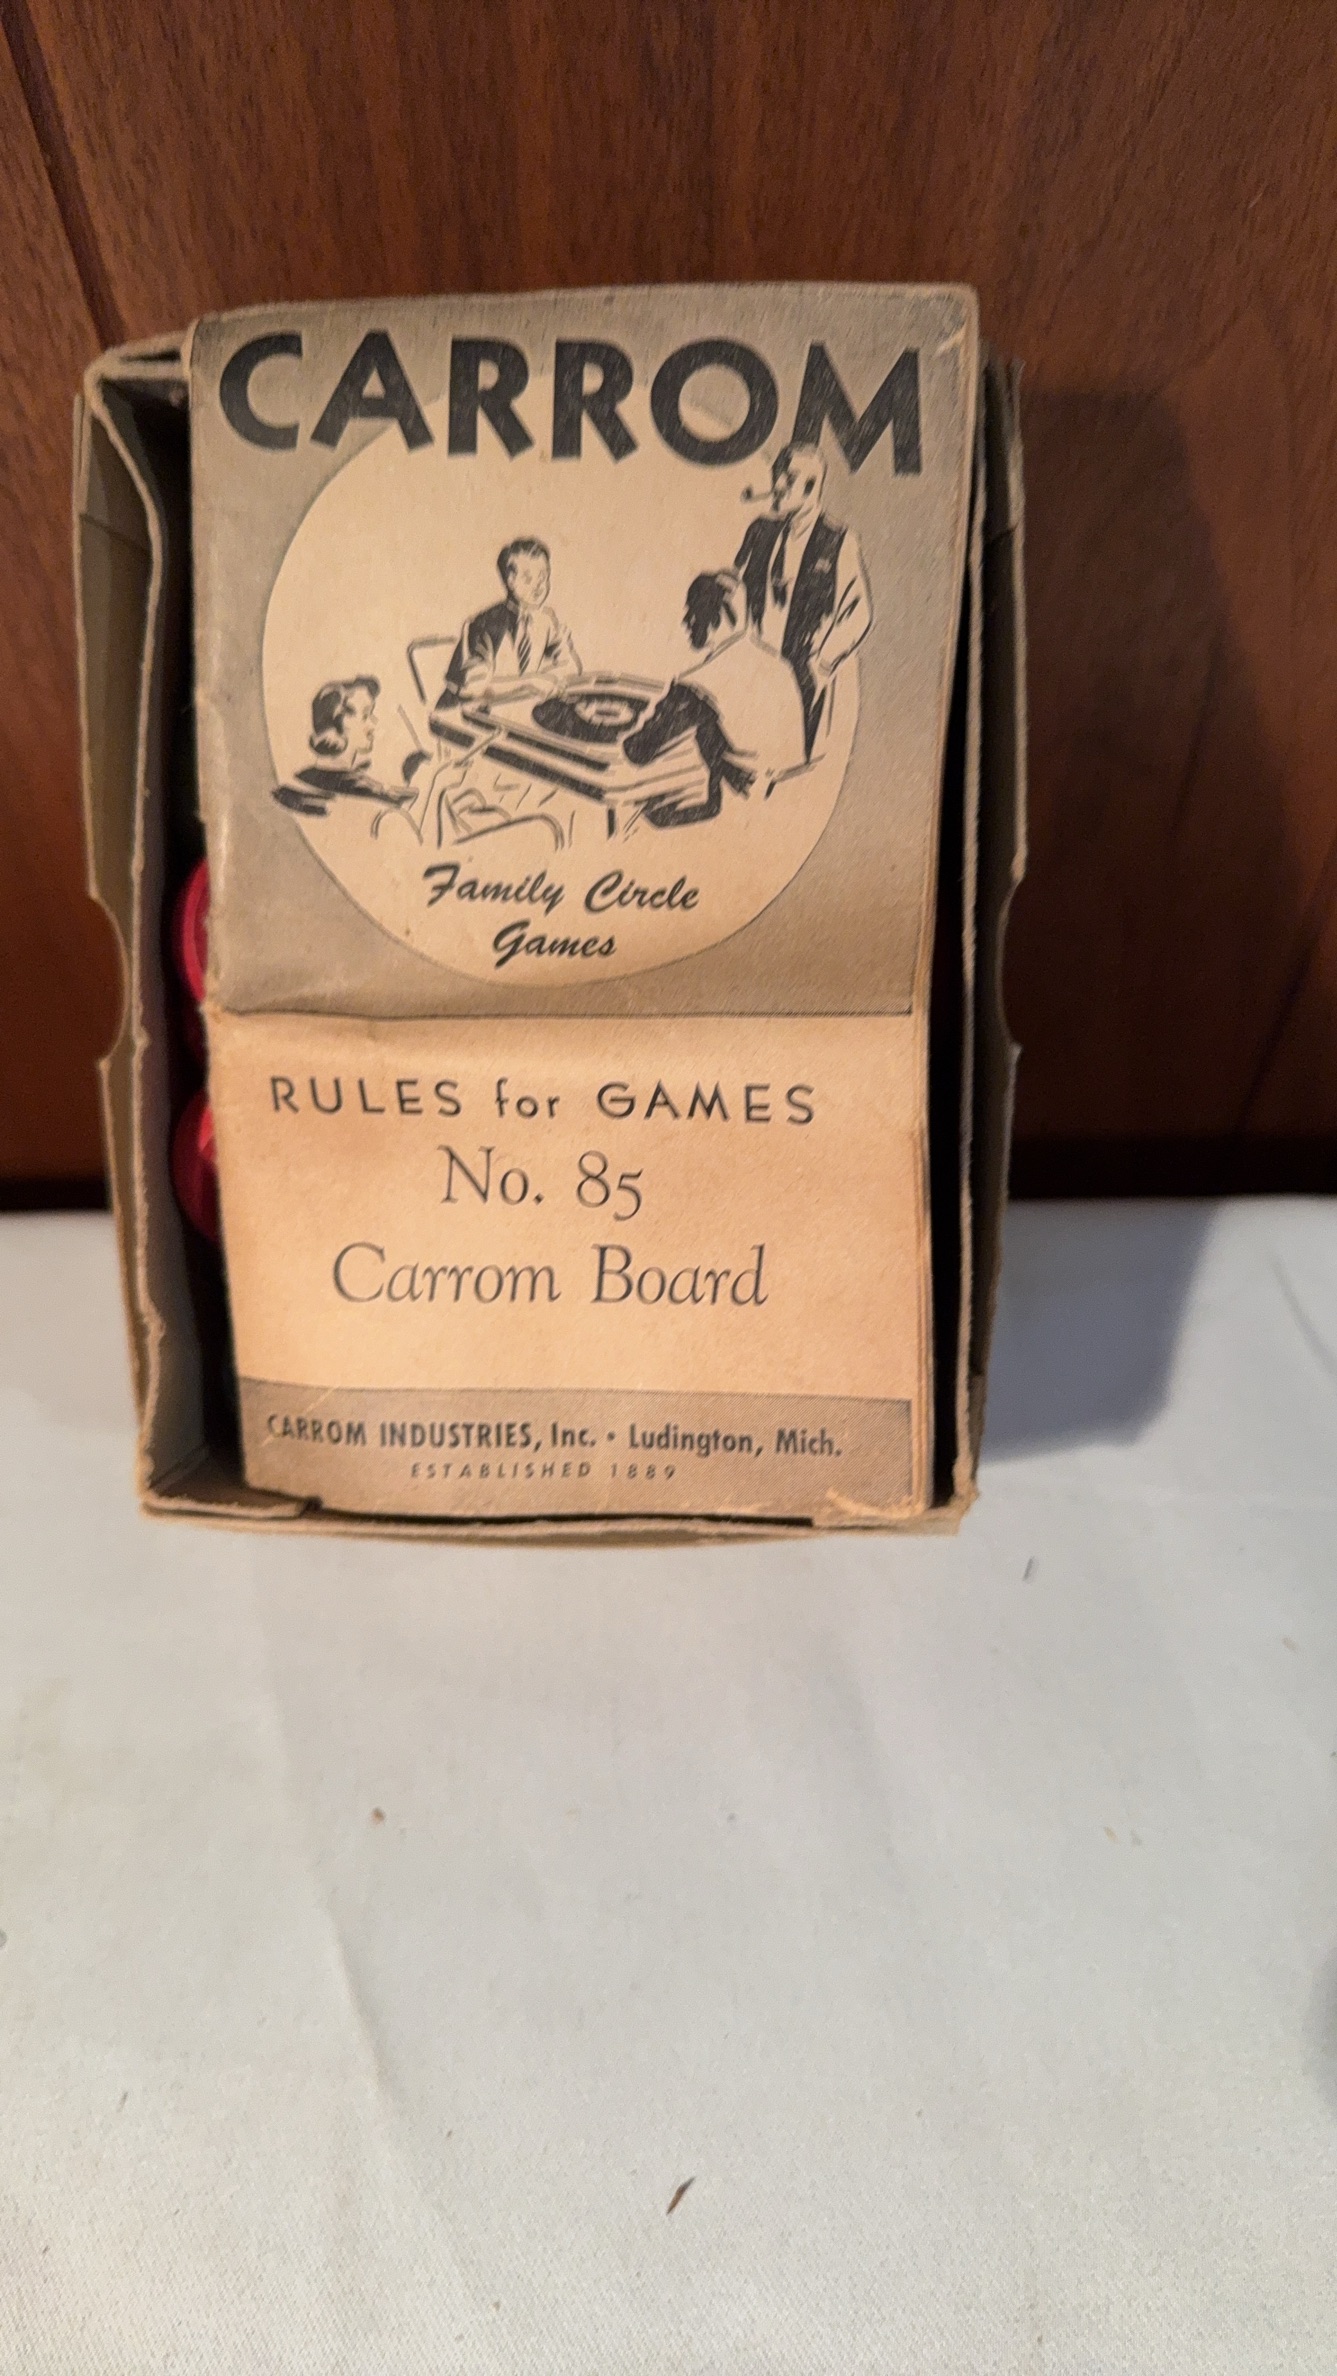 CARROM
Family Circle
Games
RULES for GAMES
No. 85
Carrom Board
CARROM INDUSTRIES, Inc. • Ludington, Mich.
ESTABLISHED 1889